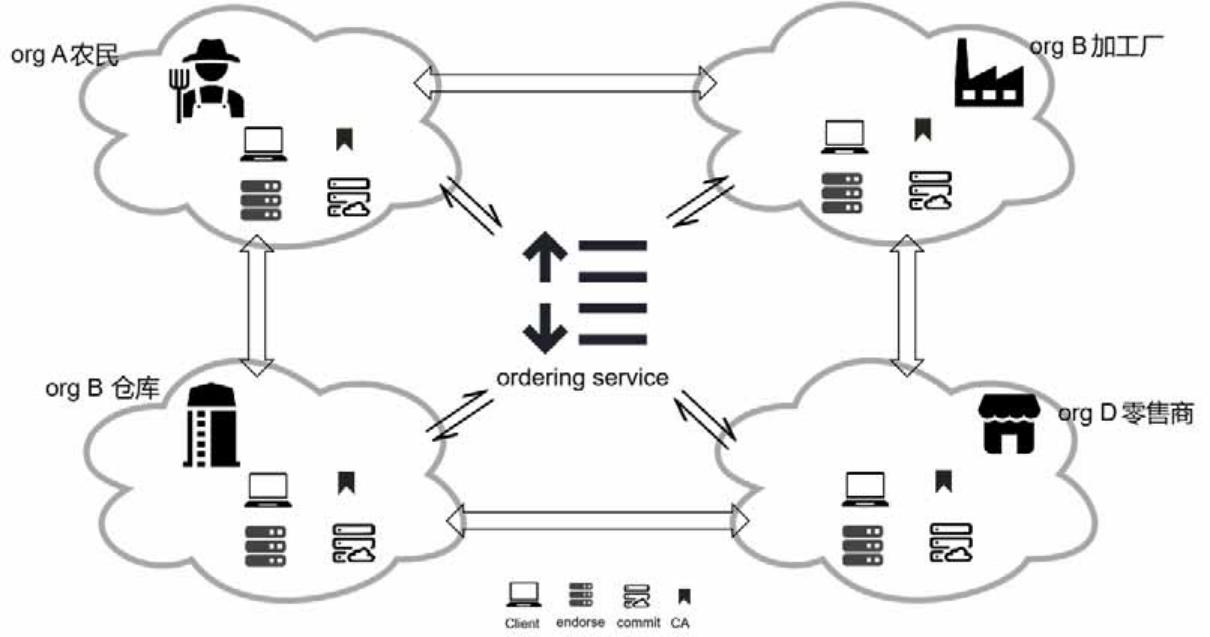 org A农民
org B加工厂
ordering service
org B 仓库
org D零售商
Client endorse commit CA